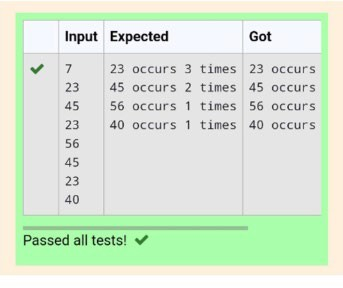 Input Expected Got
7 23 occurs 3 times 23 occurs
23 45 occurs 2 times 45 occurs
45 56 occurs 1 times 56 occurs
23 40 occurs 1 times 40 occurs
56
45
23
40
Passed all tests!